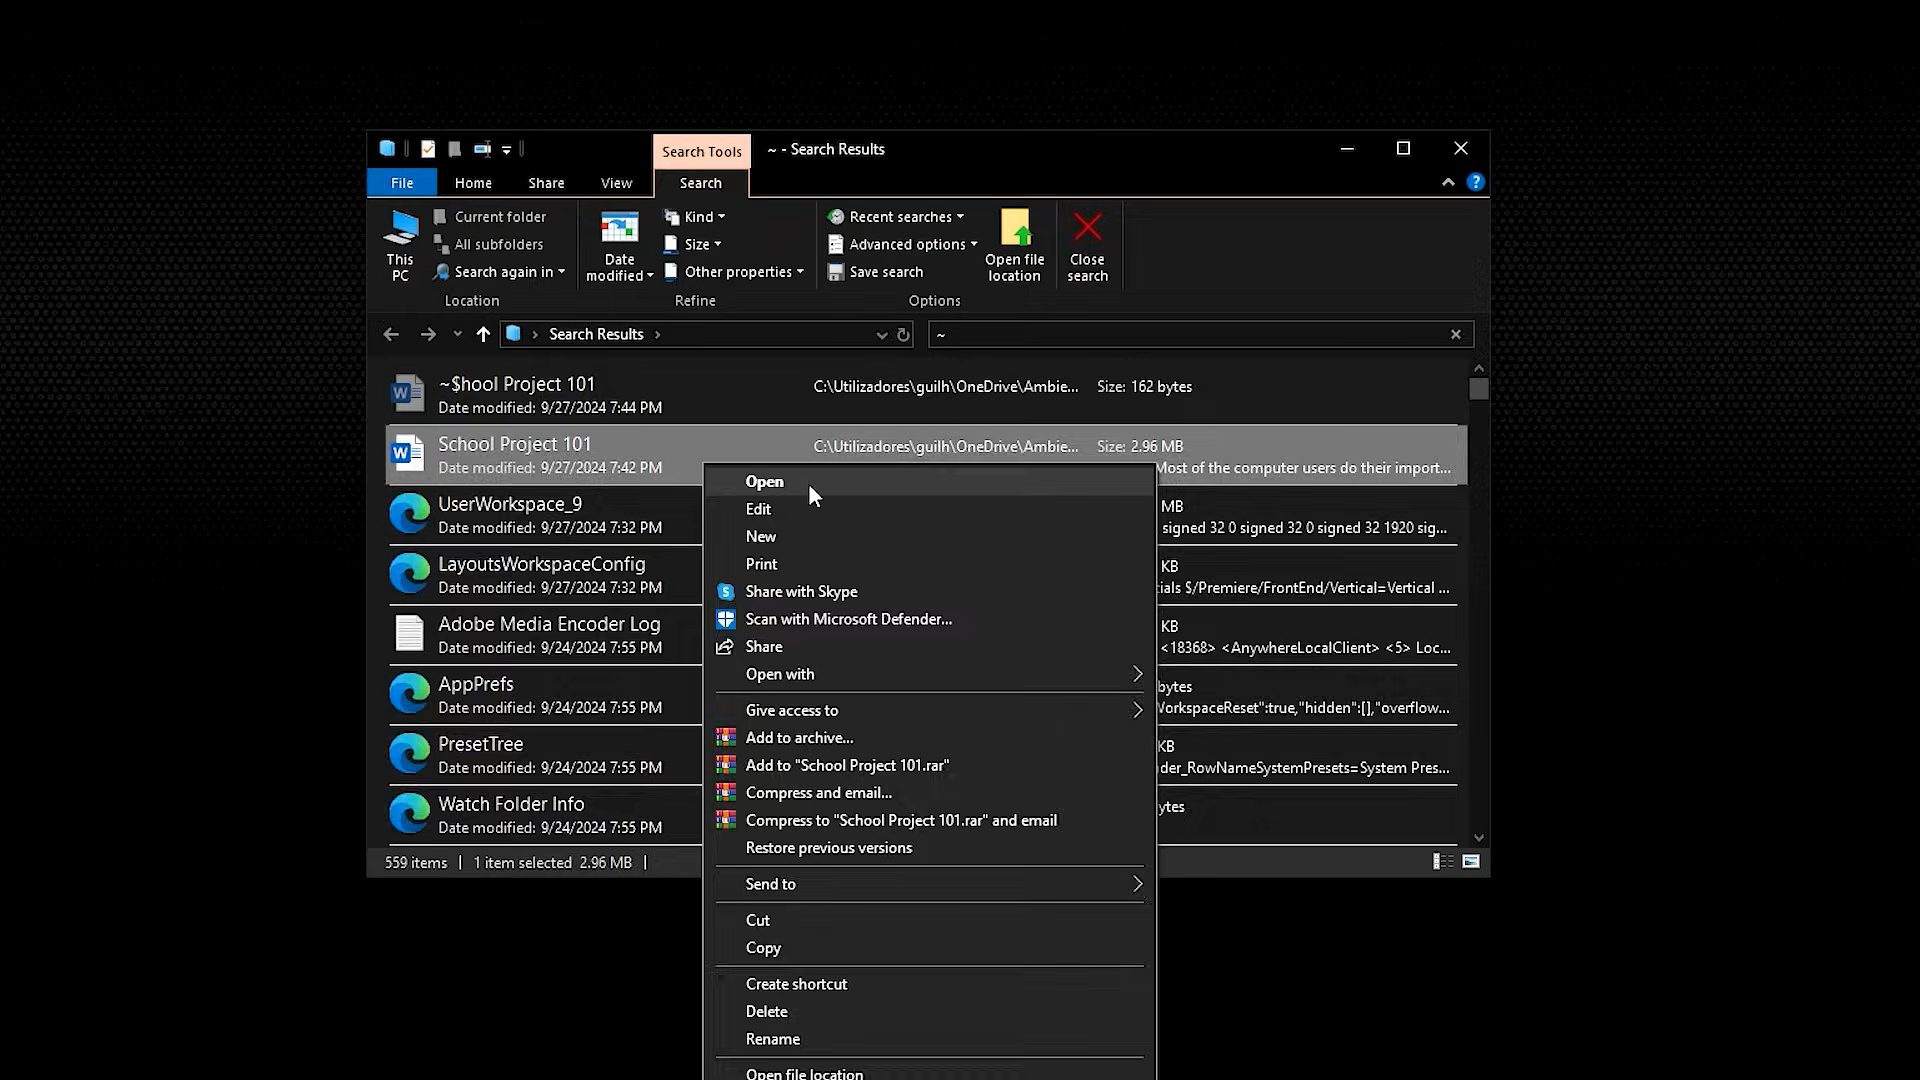 Search Tools
~ - Search Results
File
Home
Share
View
Search
?
This PC
Current folder
All subfolders
Search again in
Location
Date modified
Kind
Size
Other properties
Refine
Recent searches
Advanced options
Save search
Open file location
Options
Close search
Search Results
~
~$hool Project 101
C:\Utilizadores\guilh\OneDrive\Ambie...
Size: 162 bytes
Date modified: 9/27/2024 7:44 PM
School Project 101
C:\Utilizadores\guilh\OneDrive\Ambie...
Size: 2.96 MB
Date modified: 9/27/2024 7:42 PM
Most of the computer users do their import...
UserWorkspace_9
MB
Date modified: 9/27/2024 7:32 PM
signed 32 0 signed 32 0 signed 32 1920 sig...
LayoutsWorkspaceConfig
KB
Date modified: 9/27/2024 7:32 PM
ials $/Premiere/FrontEnd/Vertical=Vertical ...
Adobe Media Encoder Log
KB
Date modified: 9/24/2024 7:55 PM
<18368> <AnywhereLocalClient> <5> Loc...
AppPrefs
bytes
Date modified: 9/24/2024 7:55 PM
WorkspaceReset":true,"hidden":[],"overflow...
PresetTree
KB
Date modified: 9/24/2024 7:55 PM
der_RowNameSystemPresets=System Pres...
Watch Folder Info
ytes
Date modified: 9/24/2024 7:55 PM
559 items
1 item selected 2.96 MB
Open
Edit
New
Print
Share with Skype
Scan with Microsoft Defender...
Share
Open with
Give access to
Add to archive...
Add to "School Project 101.rar"
Compress and email...
Compress to "School Project 101.rar" and email
Restore previous versions
Send to
Cut
Copy
Create shortcut
Delete
Rename
Open file location